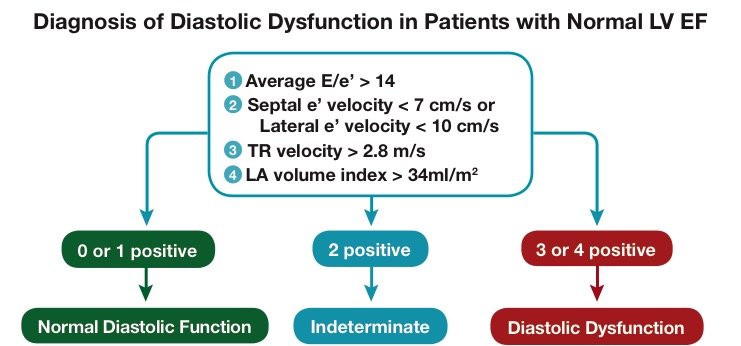 Diagnosis of Diastolic Dysfunction in Patients with Normal LV EF
1 Average E/e’ > 14
2 Septal e’ velocity < 7 cm/s or
Lateral e’ velocity < 10 cm/s
3 TR velocity > 2.8 m/s
4 LA volume index > 34ml/m²
0 or 1 positive
2 positive
3 or 4 positive
Normal Diastolic Function
Indeterminate
Diastolic Dysfunction